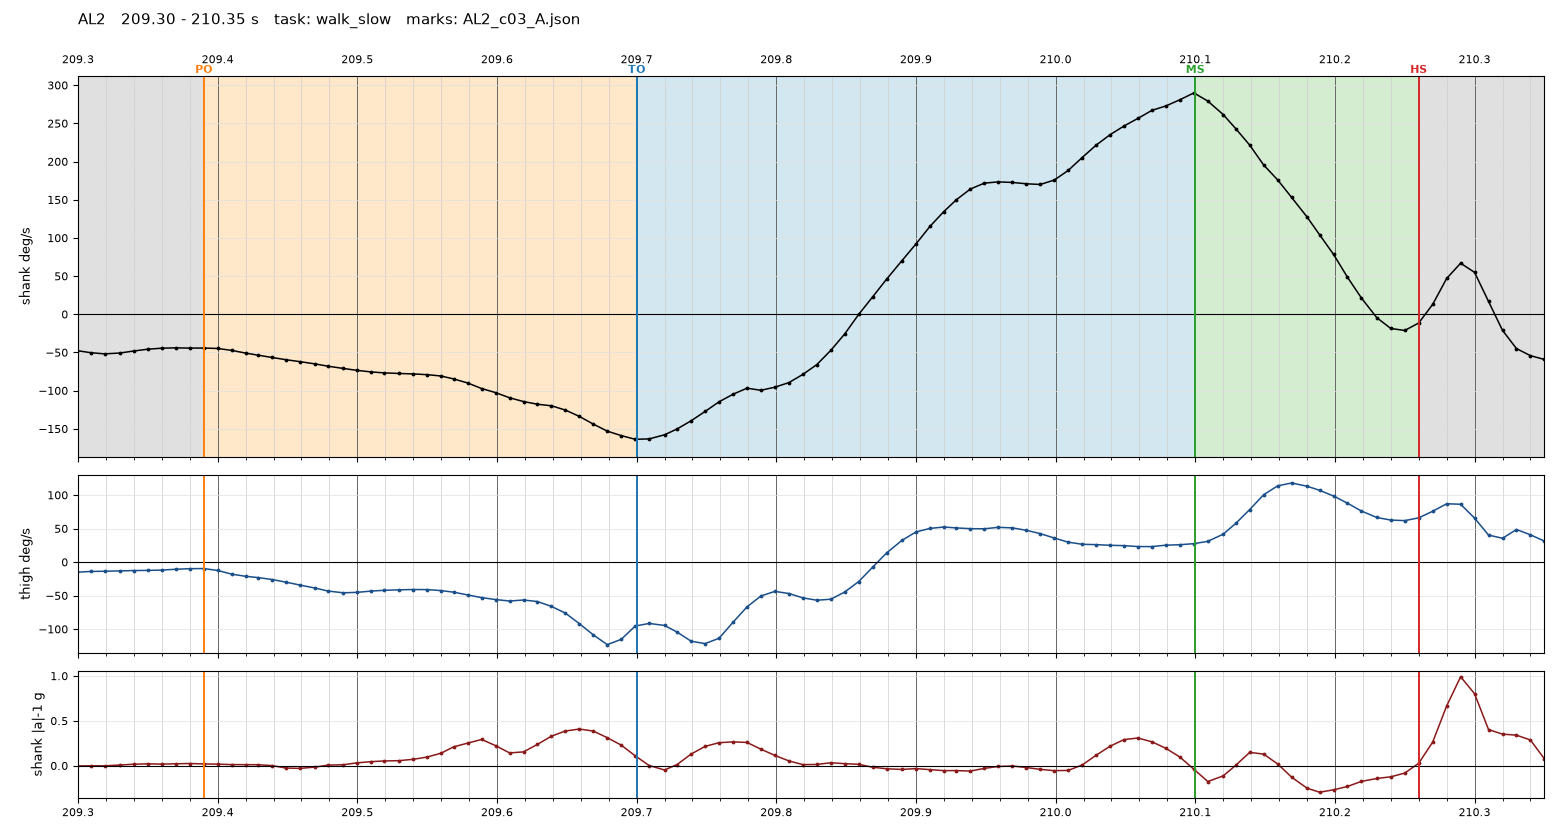 AL2   209.30 - 210.35 s   task: walk_slow   marks: AL2_c03_A.json
209.3 209.4 209.5 209.6 209.7 209.8 209.9 210.0 210.1 210.2 210.3
PO TO MS HS
300
250
200
150
100
50
0
−50
−100
−150
shank deg/s
100
50
0
−50
−100
thigh deg/s
1.0
0.5
0.0
shank |a|-1 g
209.3 209.4 209.5 209.6 209.7 209.8 209.9 210.0 210.1 210.2 210.3